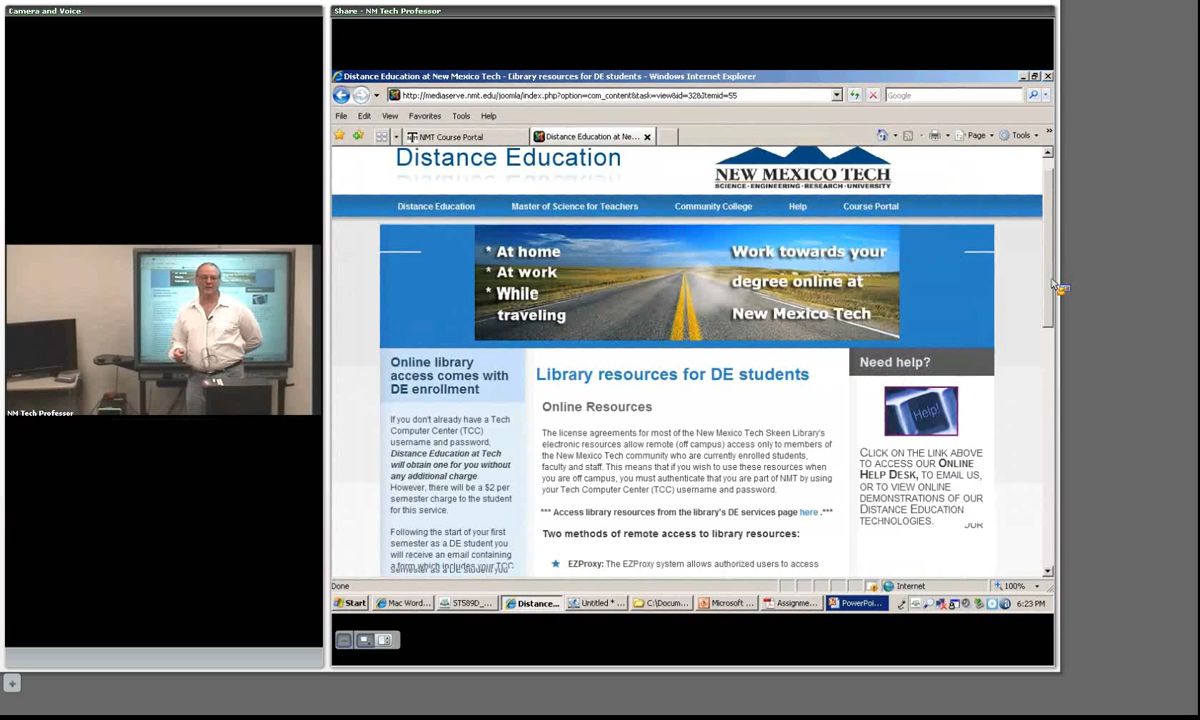 Camera and Voice
NM Tech Professor
Share - NM Tech Professor
Distance Education at New Mexico Tech - Library resources for DE students - Windows Internet Explorer
http://mediaserve.nmt.edu/joomla/index.php?option=com_content&task=view&id=32&Itemid=55
Google
File Edit View Favorites Tools Help
NMT Course Portal
Distance Education at Ne...
Page
Tools
Distance Education
NEW MEXICO TECH
SCIENCE • ENGINEERING • RESEARCH • UNIVERSITY
Distance Education Master of Science for Teachers Community College Help Course Portal
* At home
* At work
* While
traveling
Work towards your
degree online at
New Mexico Tech
Online library
access comes with
DE enrollment
If you don't already have a Tech
Computer Center (TCC)
username and password,
Distance Education at Tech
will obtain one for you without
any additional charge.
However, there will be a $2 per
semester charge to the student
for this service.
Following the start of your first
semester as a DE student you
will receive an email containing
a form which includes your TCC
Library resources for DE students
Online Resources
The license agreements for most of the New Mexico Tech Skeen Library's
electronic resources allow remote (off campus) access only to members of
the New Mexico Tech community who are currently enrolled students,
faculty and staff. This means that if you wish to use these resources when
you are off campus, you must authenticate that you are part of NMT by using
your Tech Computer Center (TCC) username and password.
*** Access library resources from the library's DE services page here .***
Two methods of remote access to library resources:
EZProxy: The EZProxy system allows authorized users to access
Need help?
Help!
CLICK ON THE LINK ABOVE
TO ACCESS OUR ONLINE
HELP DESK, TO EMAIL US,
OR TO VIEW ONLINE
DEMONSTRATIONS OF OUR
DISTANCE EDUCATION
TECHNOLOGIES.
Done
Internet
100%
Start
Mac Word...
ST589D_...
Distance...
Untitled * ...
C:\Docum...
Microsoft ...
Assignme...
PowerPoi...
6:23 PM